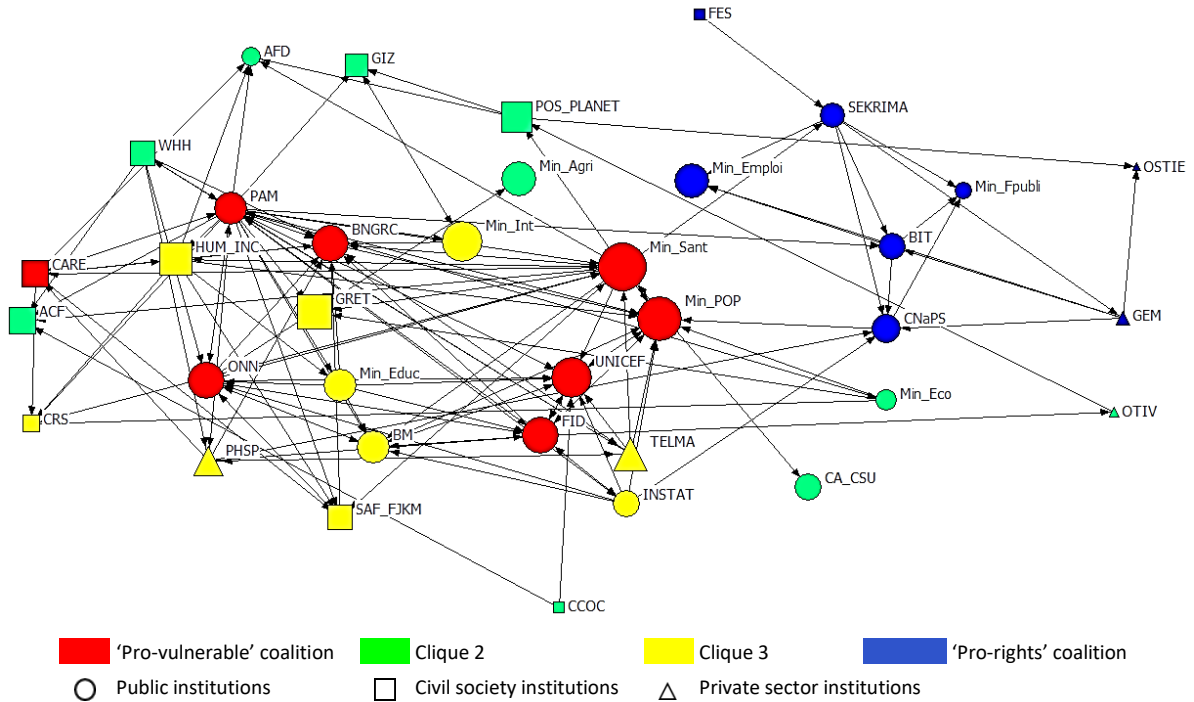 FES
AFD
GIZ
POS_PLANET
SEKRIMA
WHH
Min_Agri
Min_Emploi
OSTIE
PAM
Min_Fpubli
BNGRC
Min_Int
HUM_INC
Min_Sant
BIT
CARE
GRET
Min_POP
ACF
CNaPS
GEM
ONN
Min_Educ
UNICEF
Min_Eco
CRS
OTIV
PHSP
BM
FID
TELMA
CA_CSU
SAF_FJKM
INSTAT
CCOC
‘Pro-vulnerable’ coalition
Clique 2
Clique 3
‘Pro-rights’ coalition
Public institutions
Civil society institutions
Private sector institutions